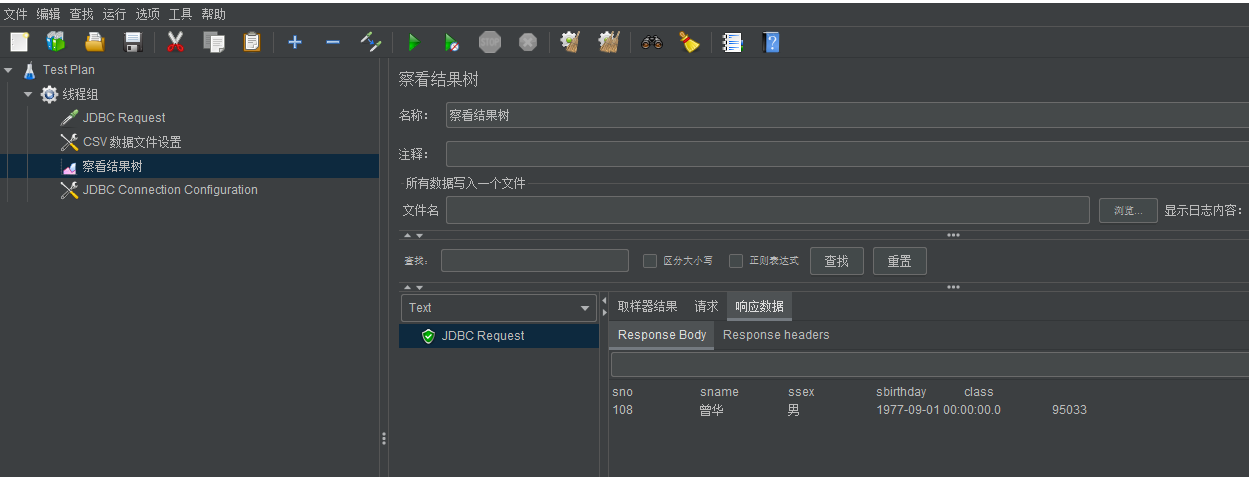 文件 编辑 查找 运行 选项 工具 帮助
STOP
Test Plan
线程组
JDBC Request
CSV 数据文件设置
察看结果树
JDBC Connection Configuration
察看结果树
名称： 察看结果树
注释：
所有数据写入一个文件
文件名 浏览... 显示日志内容：
查找： 区分大小写 正则表达式 查找 重置
Text
JDBC Request
取样器结果 请求 响应数据
Response Body Response headers
sno sname ssex sbirthday class
108 曾华 男 1977-09-01 00:00:00.0 95033